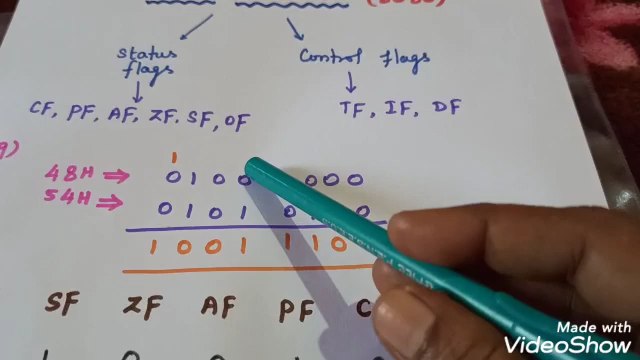 Status Control flags
flags
CF, PF, AF, ZF, SF, OF TF, IF, DF
1
48H ⇒ 0 1 0 0 0 0 0
54H ⇒ 0 1 0 1 0 0
1 0 0 1 1 1 0
SF ZF AF PF C
Made with
VideoShow